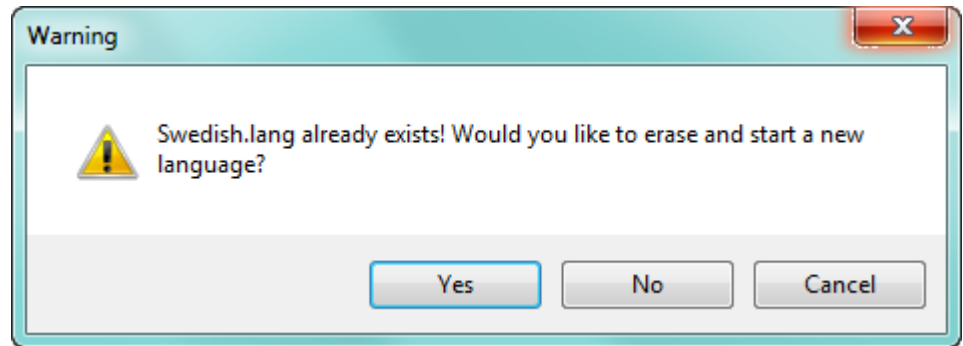 Warning
Swedish.lang already exists! Would you like to erase and start a new
language?
Yes
No
Cancel